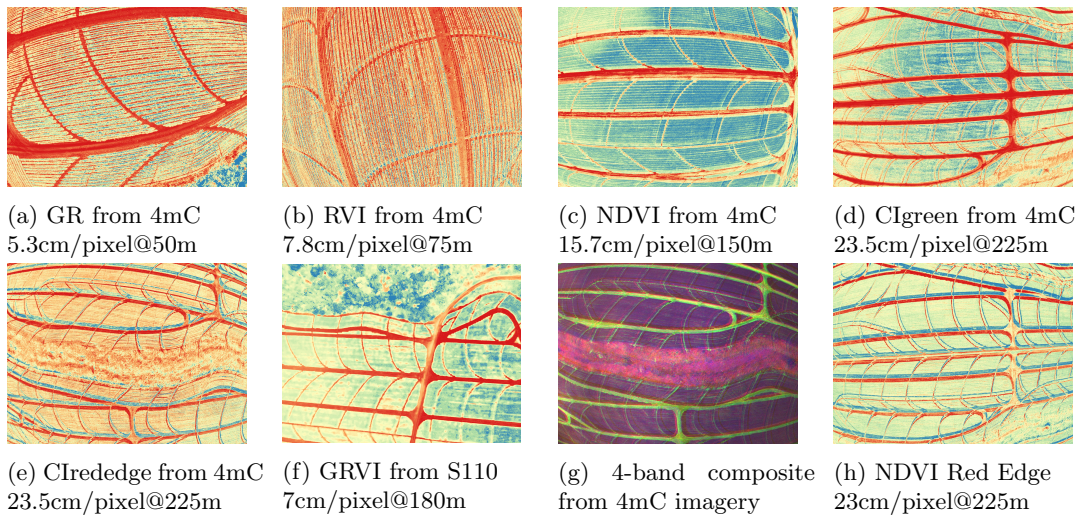 (a) GR from 4mC
5.3cm/pixel@50m
(b) RVI from 4mC
7.8cm/pixel@75m
(c) NDVI from 4mC
15.7cm/pixel@150m
(d) CIgreen from 4mC
23.5cm/pixel@225m
(e) CIrededge from 4mC
23.5cm/pixel@225m
(f) GRVI from S110
7cm/pixel@180m
(g) 4-band composite
from 4mC imagery
(h) NDVI Red Edge
23cm/pixel@225m